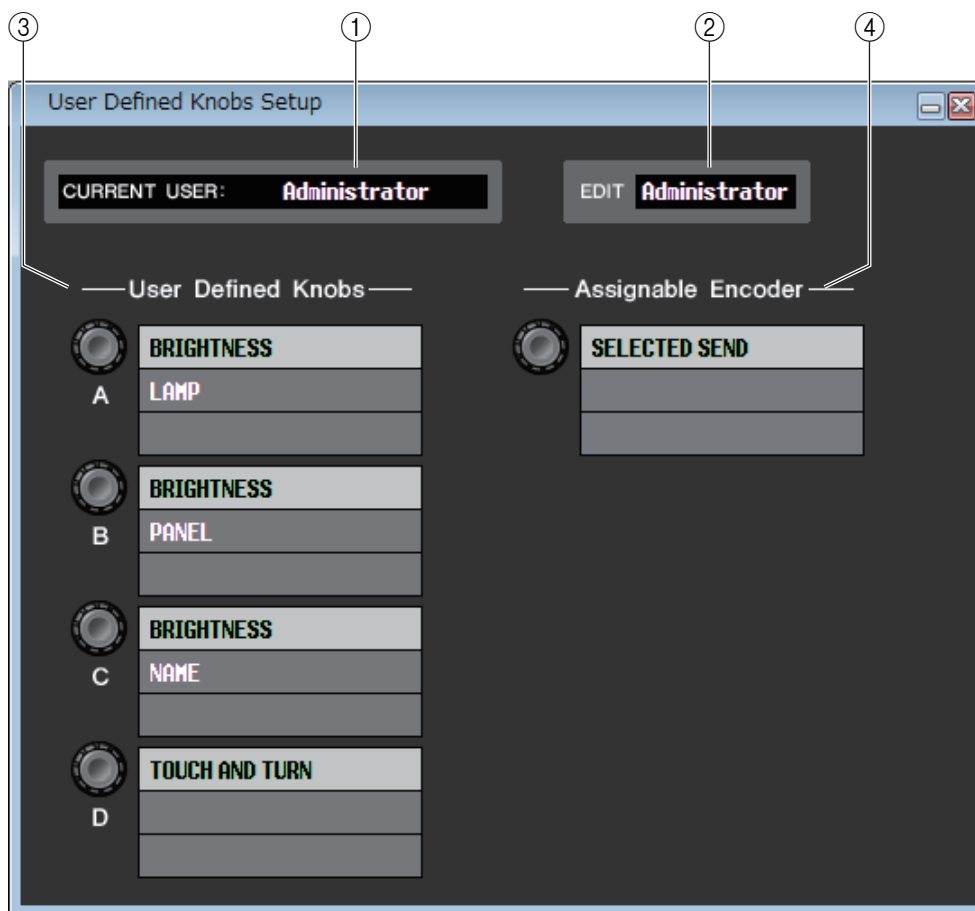 ③ ① ② ④
User Defined Knobs Setup
CURRENT USER: Administrator
EDIT Administrator
User Defined Knobs
Assignable Encoder
BRIGHTNESS
LAMP
A
SELECTED SEND
BRIGHTNESS
PANEL
B
BRIGHTNESS
NAME
C
TOUCH AND TURN
D